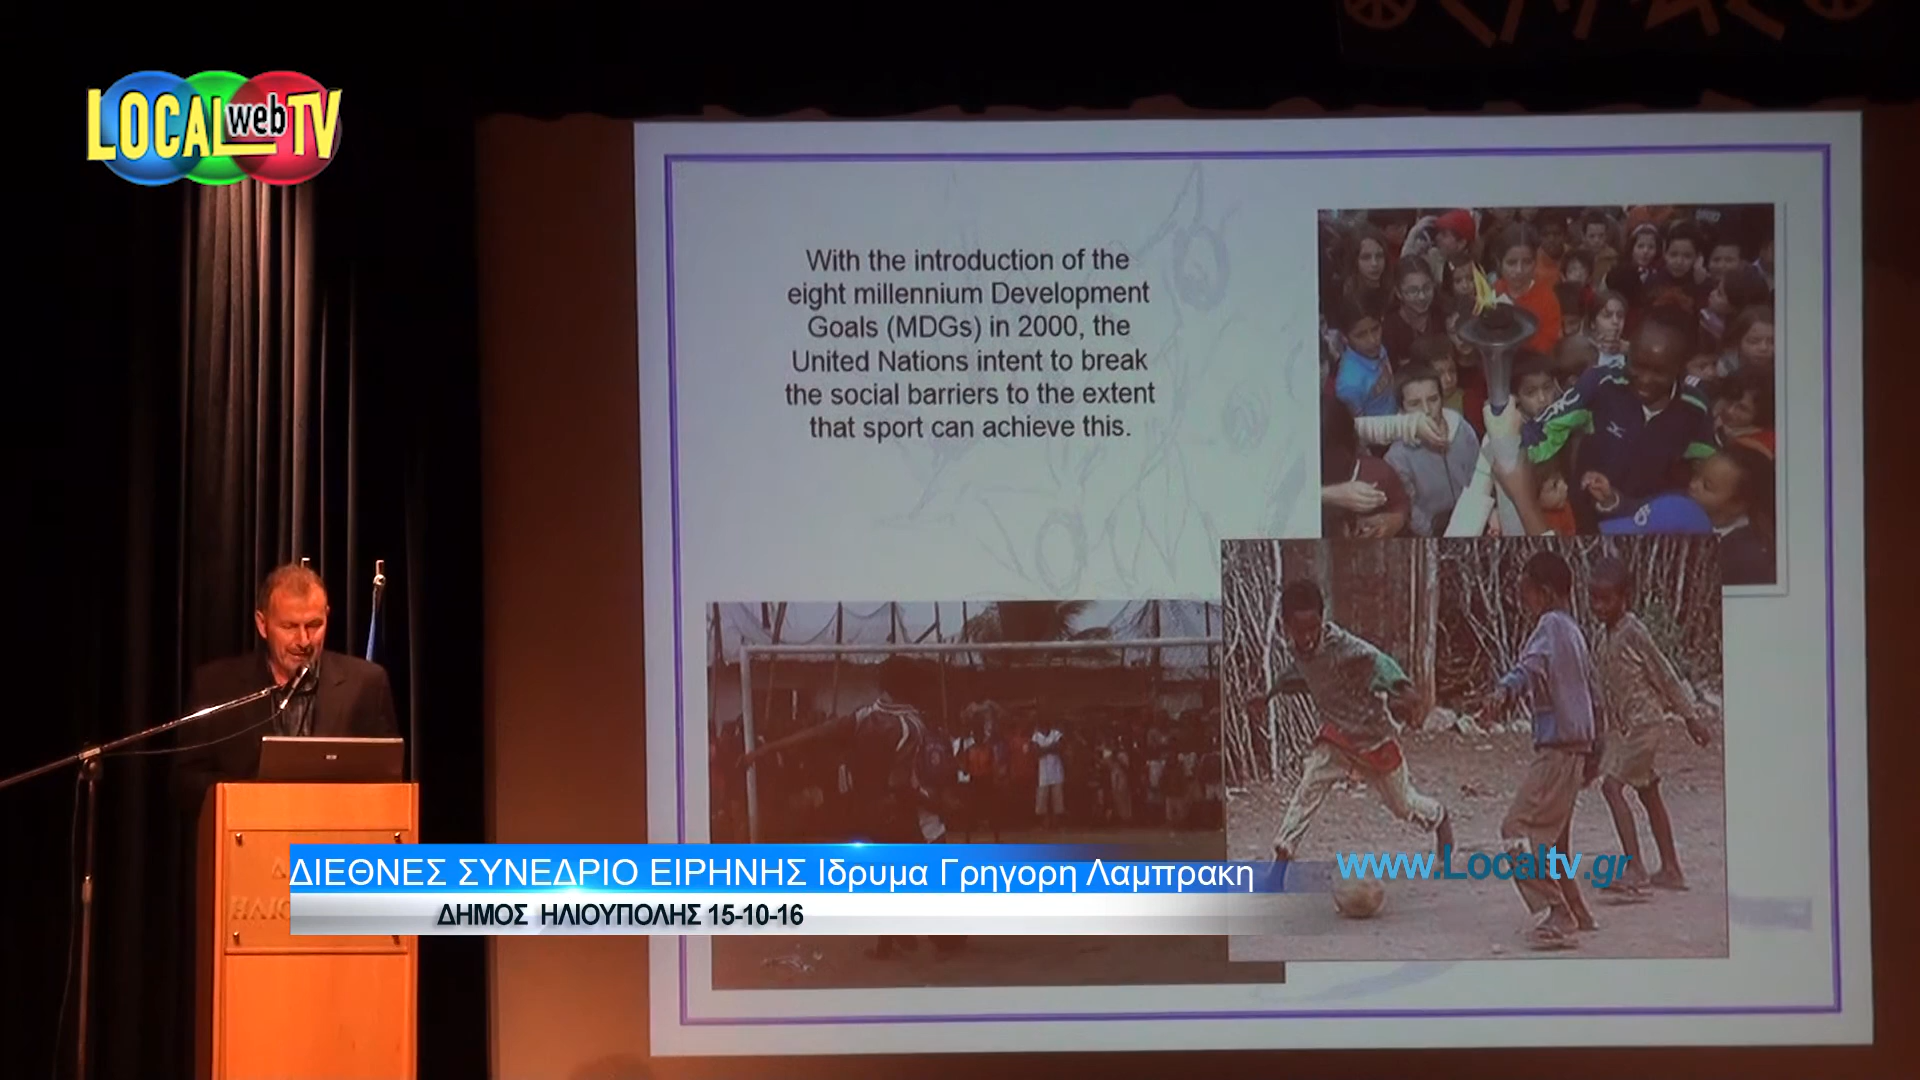 LOCAL web TV
With the introduction of the
eight millennium Development
Goals (MDGs) in 2000, the
United Nations intent to break
the social barriers to the extent
that sport can achieve this.
ΔΙΕΘΝΕΣ ΣΥΝΕΔΡΙΟ ΕΙΡΗΝΗΣ Ιδρυμα Γρηγορη Λαμπρακη
www.Localtv.gr
ΔΗΜΟΣ ΗΛΙΟΥΠΟΛΗΣ 15-10-16